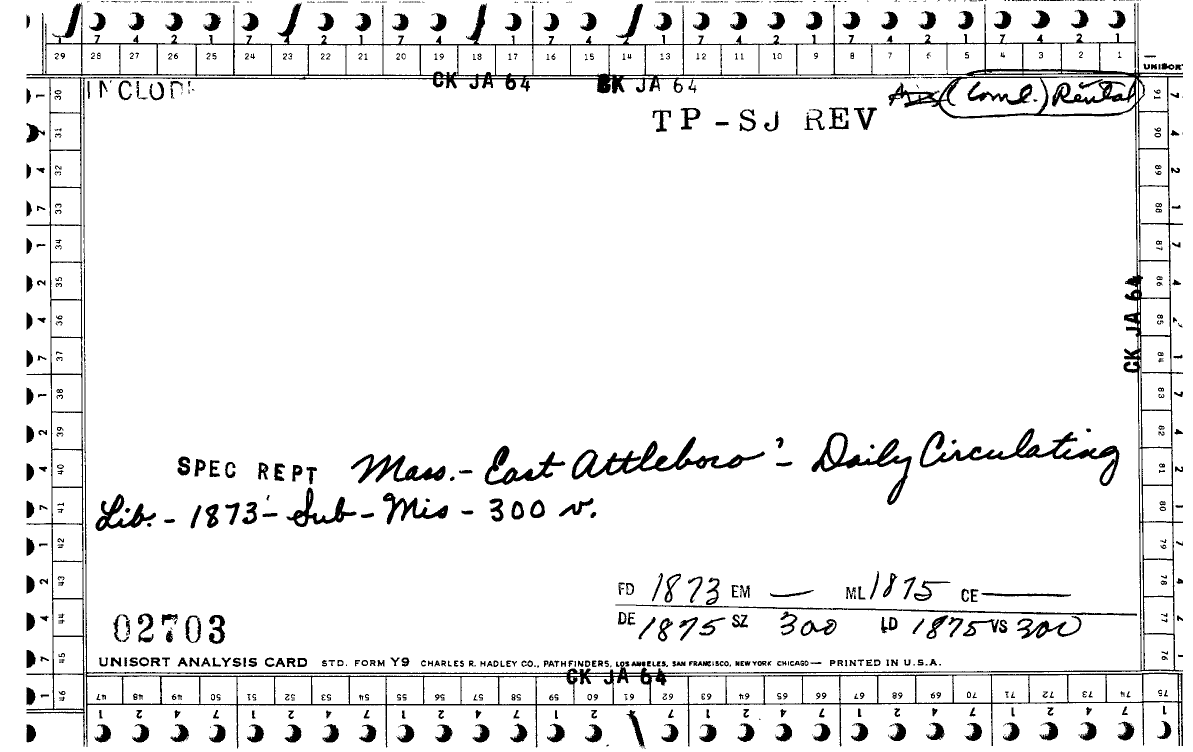 7 4 2 1 7 4 2 1 7 4 2 1 7 4 2 1 7 4 2 1 7 4 2 1 7 4 2 1
29 28 27 26 25 24 23 22 21 20 19 18 17 16 15 14 13 12 11 10 9 8 7 6 5 4 3 2 1
UNISORT
INCLUDE
CK JA 64 CK JA 64
(Coml.) Rental
TP-SJ REV
CK JA 64
SPEC REPT Mass. - East Attleboro - Daily Circulating
Lib. - 1873 - Sub - Mis - 300 v.
FD 1873 EM — ML 1875 CE —
DE 1875 SZ 300 LD 1875 VS 300
02703
UNISORT ANALYSIS CARD STD. FORM Y9 CHARLES R. HADLEY CO., PATHFINDERS, LOS ANGELES, SAN FRANCISCO, NEW YORK CHICAGO — PRINTED IN U.S.A.
CK JA 64
30 31 32 33 34 35 36 37 38 39 40 41 42 43 44 45 46
47 48 49 50 51 52 53 54 55 56 57 58 59 60 61 62 63 64 65 66 67 68 69 70 71 72 73 74 75
1 2 4 7 1 2 4 7 1 2 4 7 1 2 4 7 1 2 4 7 1 2 4 7 1 2 4 7 1
91 90 89 88 87 86 85 84 83 82 81 80 79 78 77 76